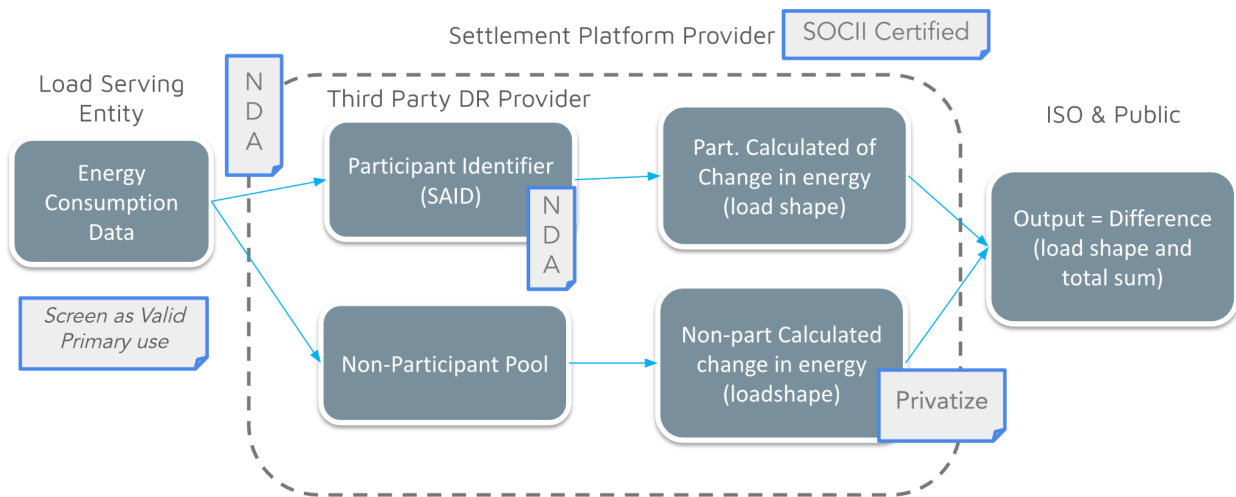 Settlement Platform Provider
SOCII Certified
Load Serving
Entity
N
D
A
Third Party DR Provider
ISO & Public
Energy
Consumption
Data
Participant Identifier
(SAID)
N
D
A
Part. Calculated of
Change in energy
(load shape)
Output = Difference
(load shape and
total sum)
Screen as Valid
Primary use
Non-Participant Pool
Non-part Calculated
change in energy
(loadshape)
Privatize